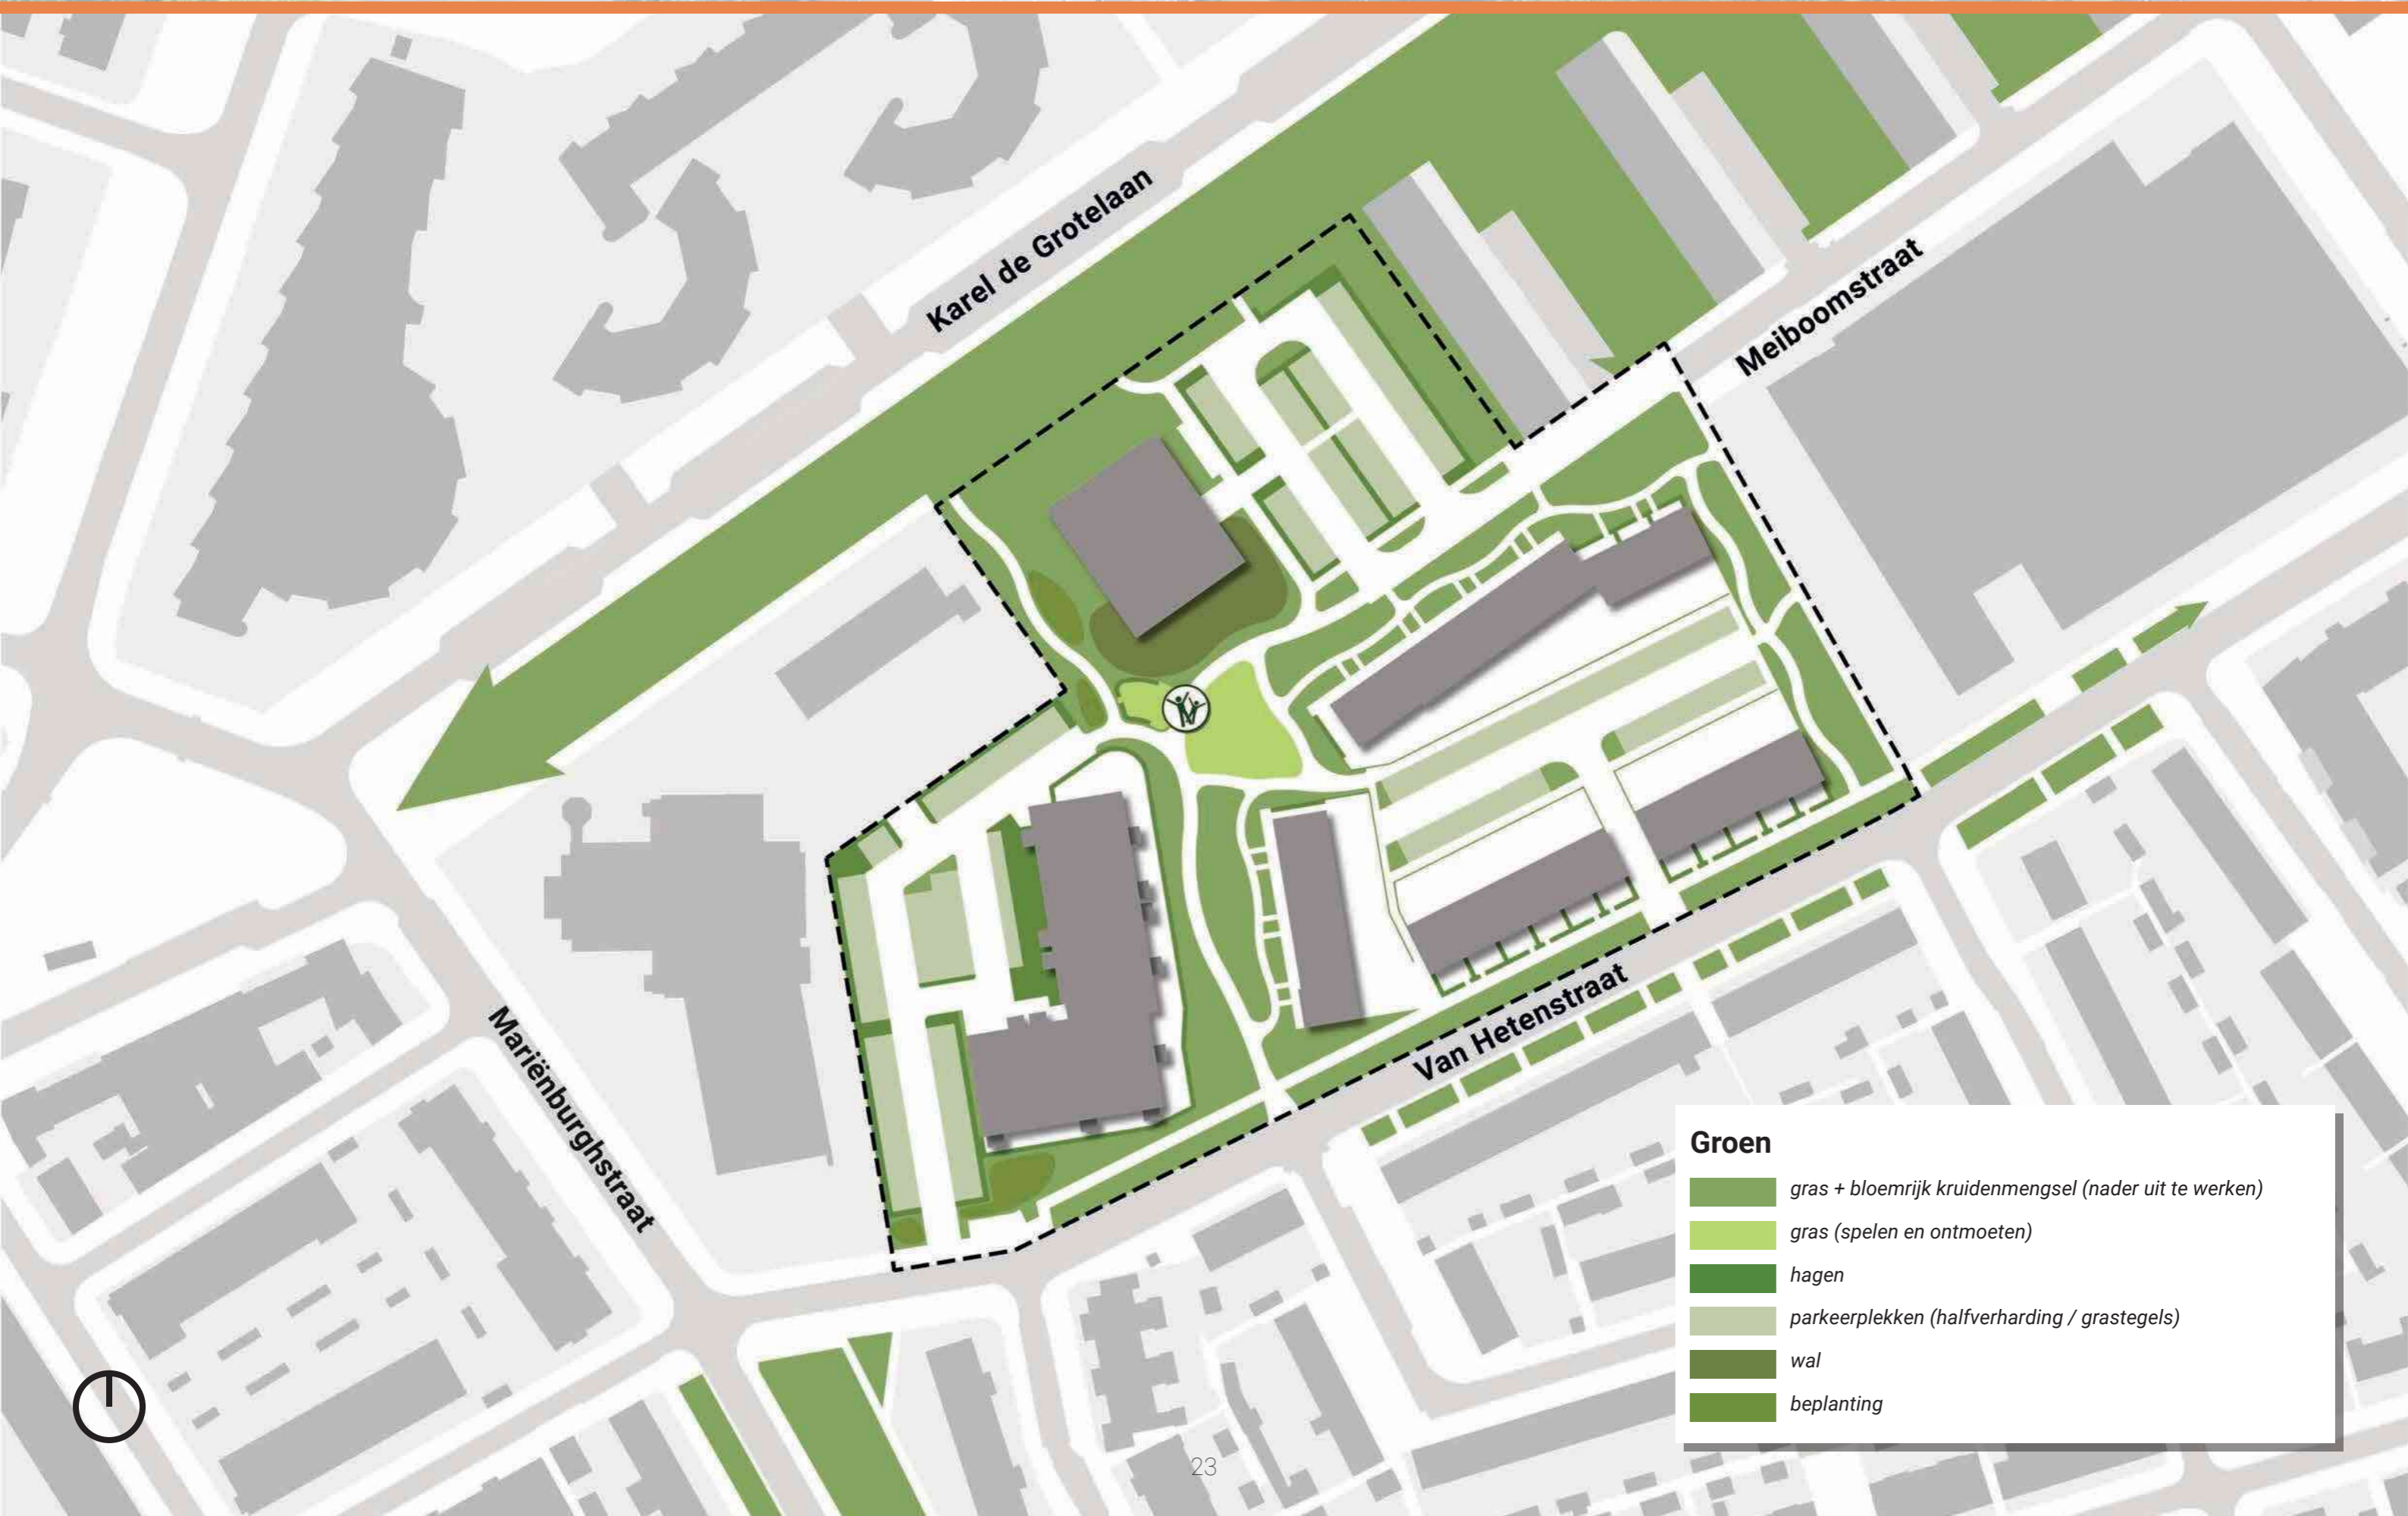 Karel de Grotelaan
Meiboomstraat
Mariënburghstraat
Van Hetenstraat
Groen
gras + bloemrijk kruidenmengsel (nader uit te werken)
gras (spelen en ontmoeten)
hagen
parkeerplekken (halfverharding / grastegels)
wal
beplanting
23